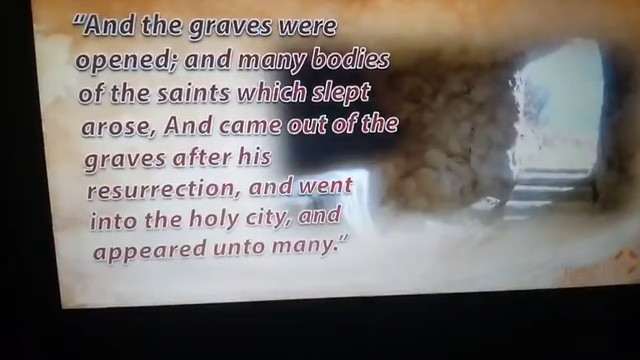 “And the graves were
opened; and many bodies
of the saints which slept
arose, And came out of the
graves after his
resurrection, and went
into the holy city, and
appeared unto many.”